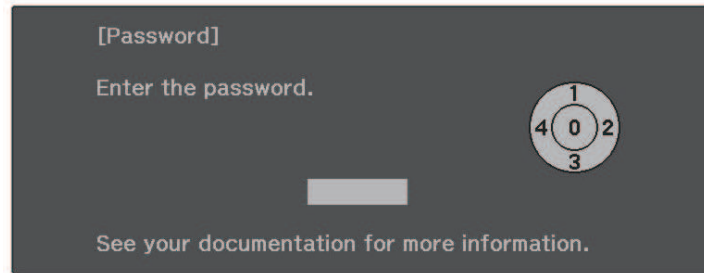 [Password]
Enter the password.
1
4 0 2
3
See your documentation for more information.